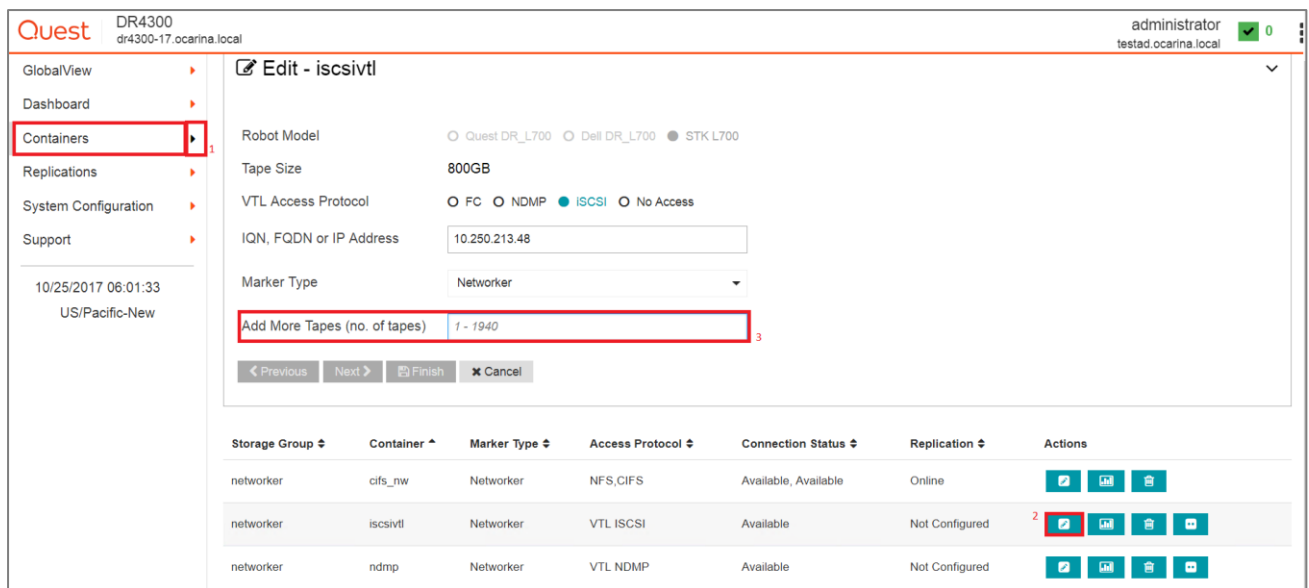 Quest
DR4300
dr4300-17.ocarina.local
administrator
testad.ocarina.local
0
GlobalView
Dashboard
Containers
1
Replications
System Configuration
Support
10/25/2017 06:01:33
US/Pacific-New
Edit - iscsivtl
Robot Model Quest DR_L700 Dell DR_L700 STK L700
Tape Size 800GB
VTL Access Protocol FC NDMP iSCSI No Access
IQN, FQDN or IP Address 10.250.213.48
Marker Type Networker
Add More Tapes (no. of tapes) 1 - 1940
3
Previous Next Finish Cancel
Storage Group Container Marker Type Access Protocol Connection Status Replication Actions
networker cifs_nw Networker NFS,CIFS Available, Available Online
networker iscsivtl Networker VTL ISCSI Available Not Configured 2
networker ndmp Networker VTL NDMP Available Not Configured